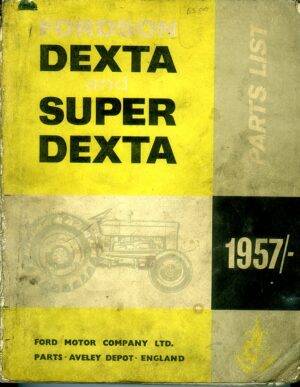 FORDSON
DEXTA
and
SUPER
DEXTA
PARTS LIST
1957/-
FORD MOTOR COMPANY LTD.
PARTS · AVELEY DEPOT · ENGLAND